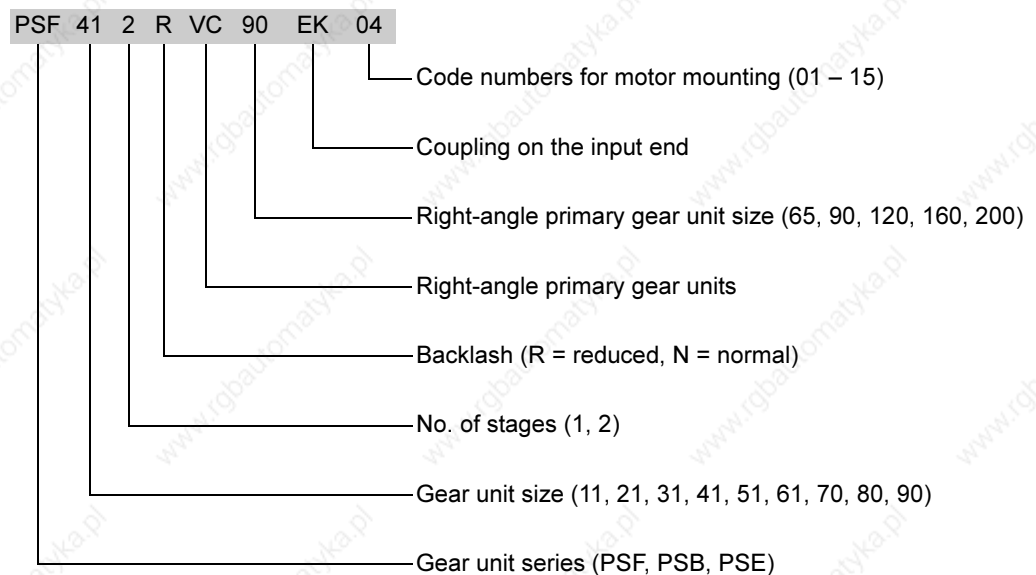 PSF 41 2 R VC 90 EK 04
Code numbers for motor mounting (01 – 15)
Coupling on the input end
Right-angle primary gear unit size (65, 90, 120, 160, 200)
Right-angle primary gear units
Backlash (R = reduced, N = normal)
No. of stages (1, 2)
Gear unit size (11, 21, 31, 41, 51, 61, 70, 80, 90)
Gear unit series (PSF, PSB, PSE)
www.rgbautomatyka.pl